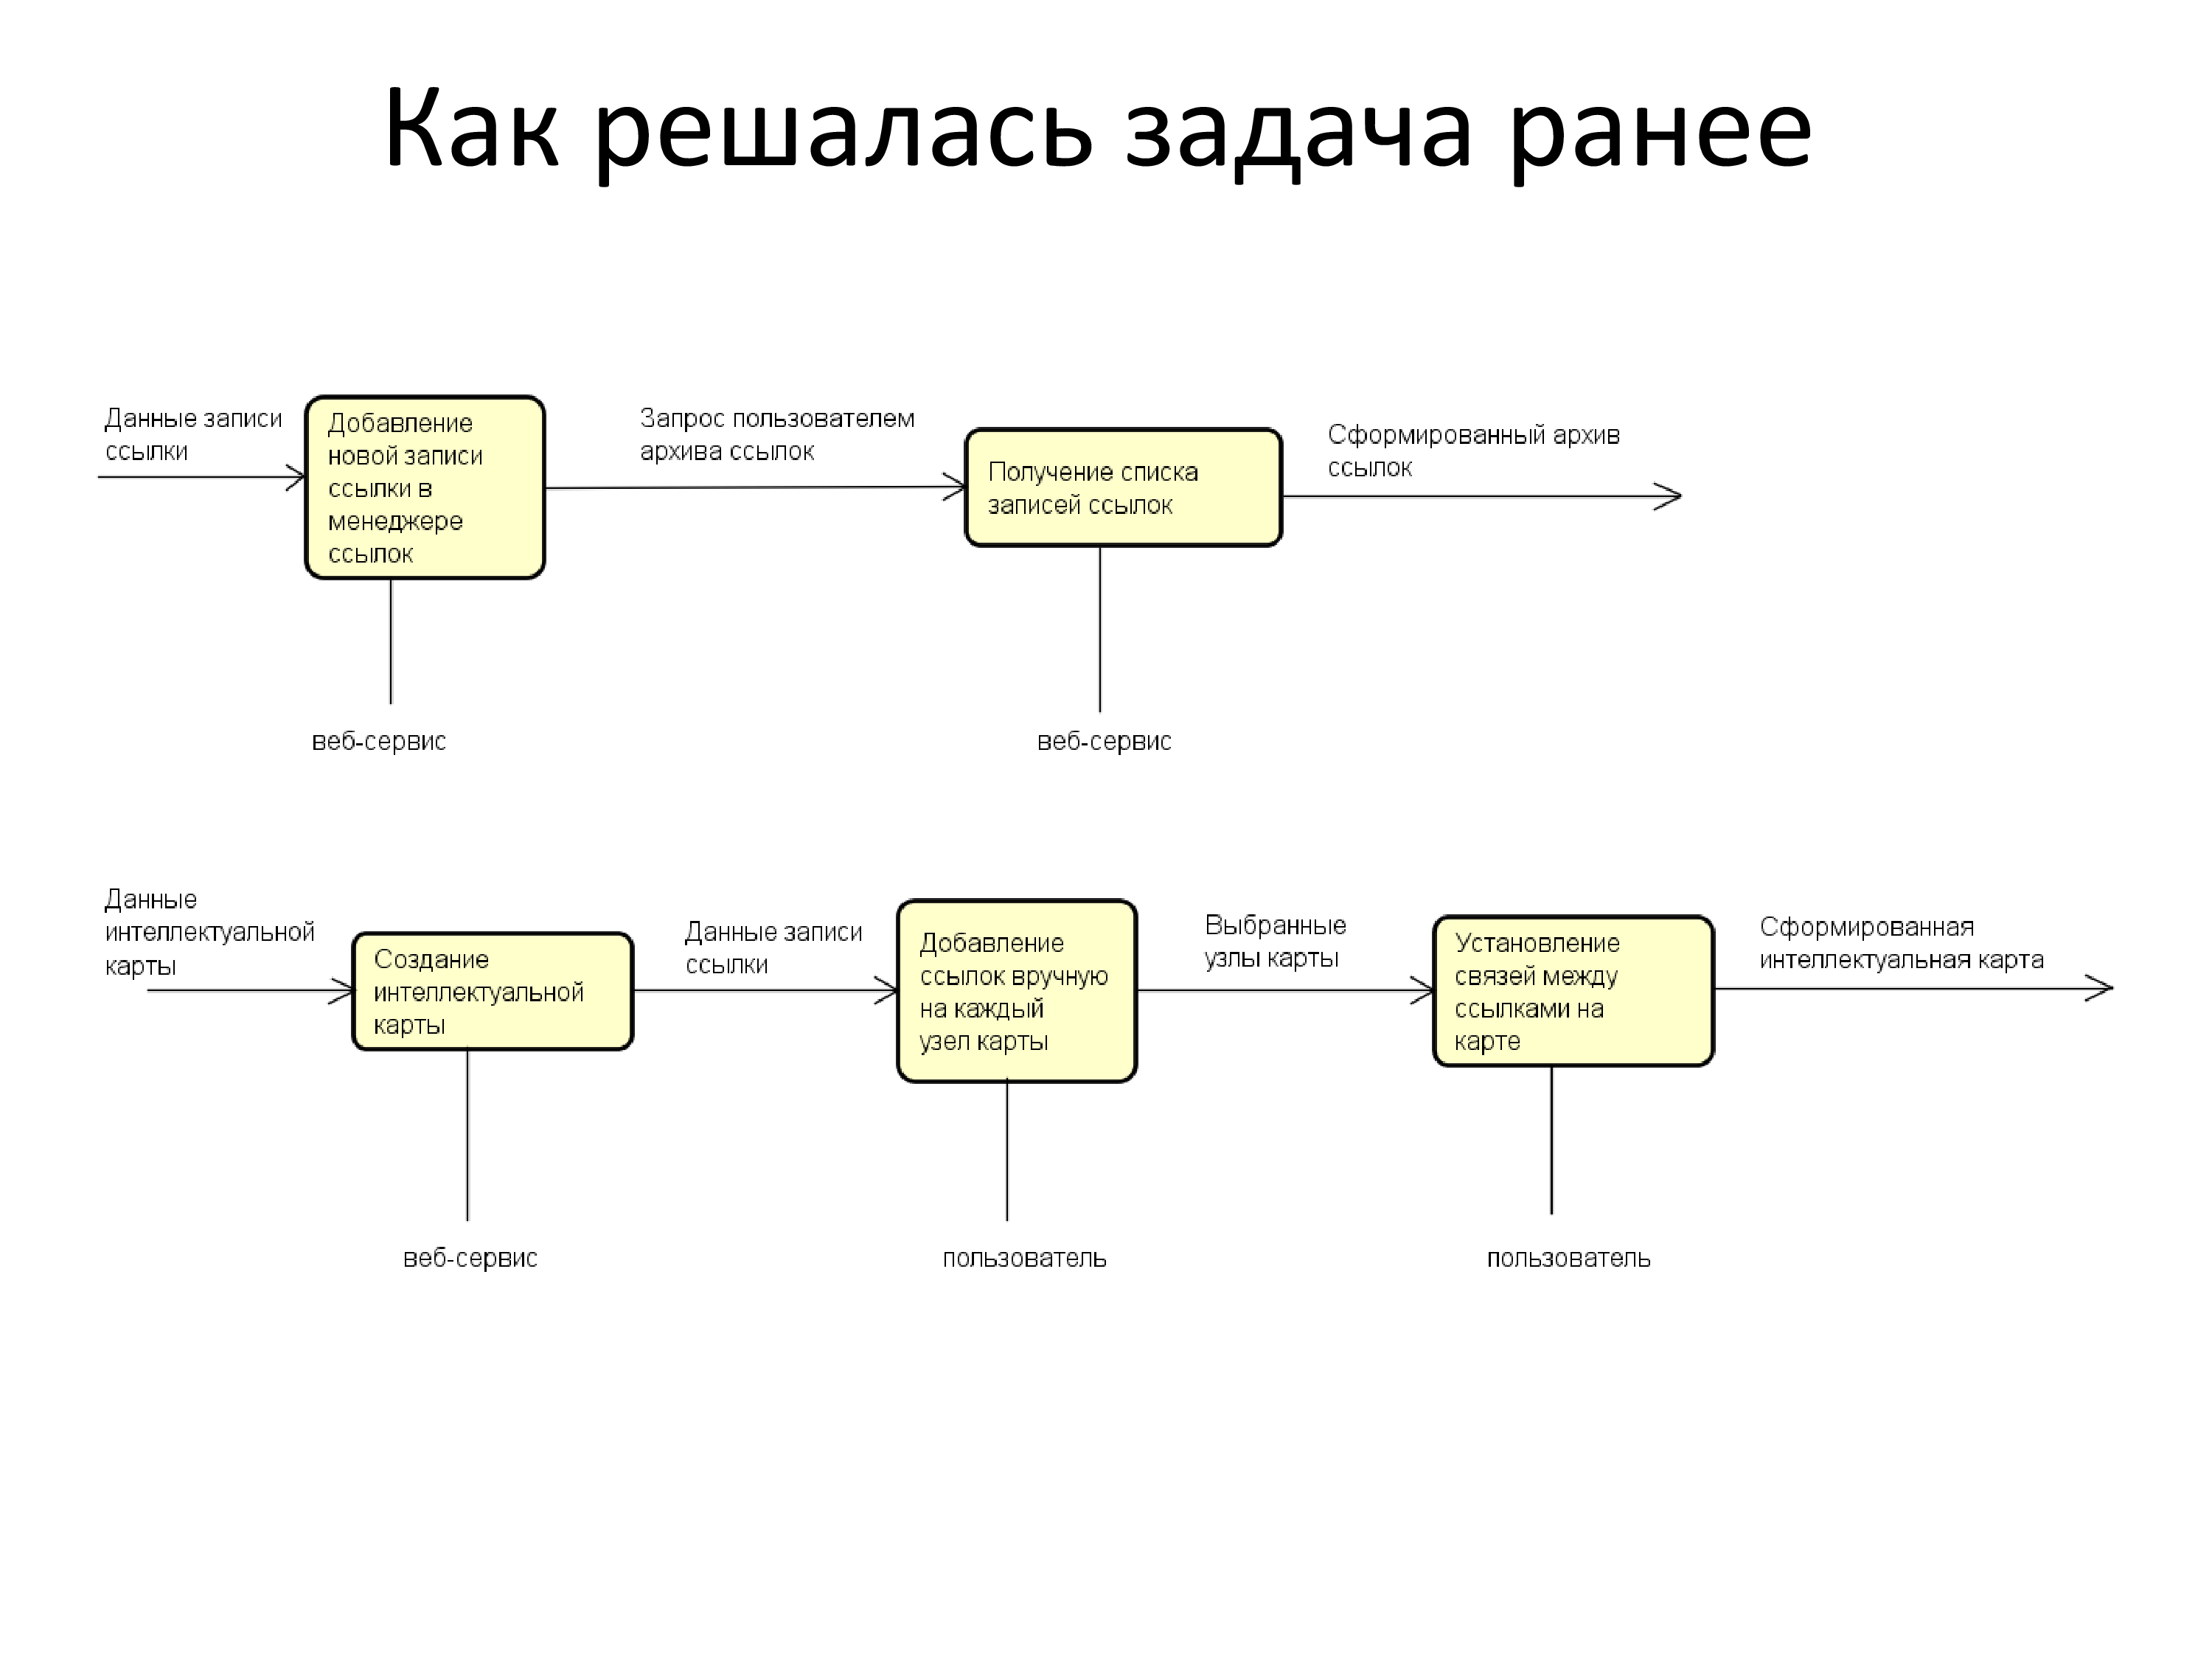 Как решалась задача ранее
Данные записи
ссылки
Добавление
новой записи
ссылки в
менеджере
ссылок
Запрос пользователем
архива ссылок
Получение списка
записей ссылок
Сформированный архив
ссылок
веб-сервис
веб-сервис
Данные
интеллектуальной
карты
Создание
интеллектуальной
карты
Данные записи
ссылки
Добавление
ссылок вручную
на каждый
узел карты
Выбранные
узлы карты
Установление
связей между
ссылками на
карте
Сформированная
интеллектуальная карта
веб-сервис
пользователь
пользователь